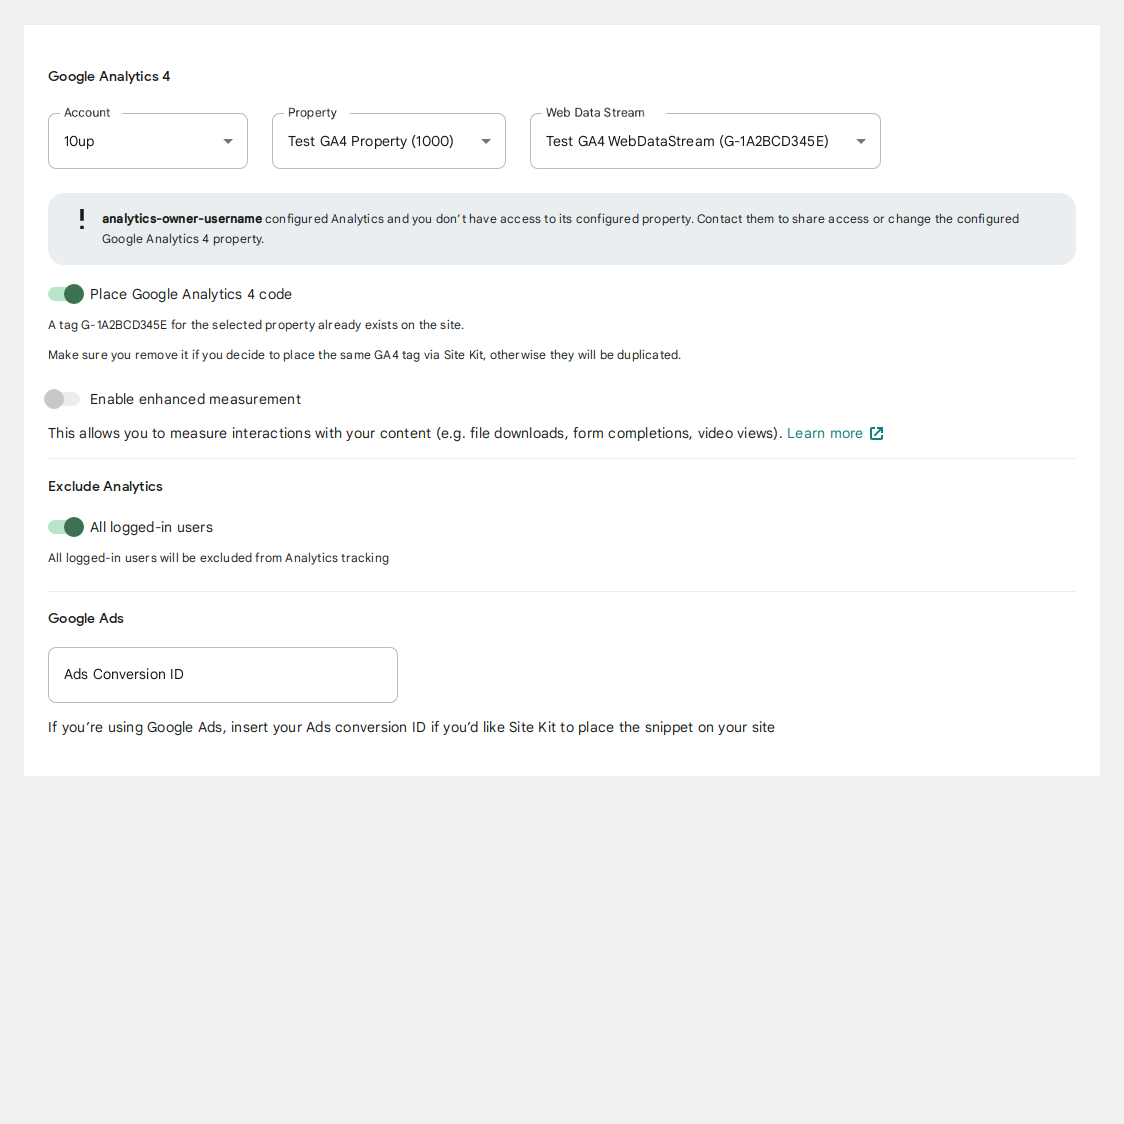 Google Analytics 4
Account
10up
Property
Test GA4 Property (1000)
Web Data Stream
Test GA4 WebDataStream (G-1A2BCD345E)
analytics-owner-username configured Analytics and you don’t have access to its configured property. Contact them to share access or change the configured
Google Analytics 4 property.
Place Google Analytics 4 code
A tag G-1A2BCD345E for the selected property already exists on the site.
Make sure you remove it if you decide to place the same GA4 tag via Site Kit, otherwise they will be duplicated.
Enable enhanced measurement
This allows you to measure interactions with your content (e.g. file downloads, form completions, video views). Learn more
Exclude Analytics
All logged-in users
All logged-in users will be excluded from Analytics tracking
Google Ads
Ads Conversion ID
If you’re using Google Ads, insert your Ads conversion ID if you’d like Site Kit to place the snippet on your site